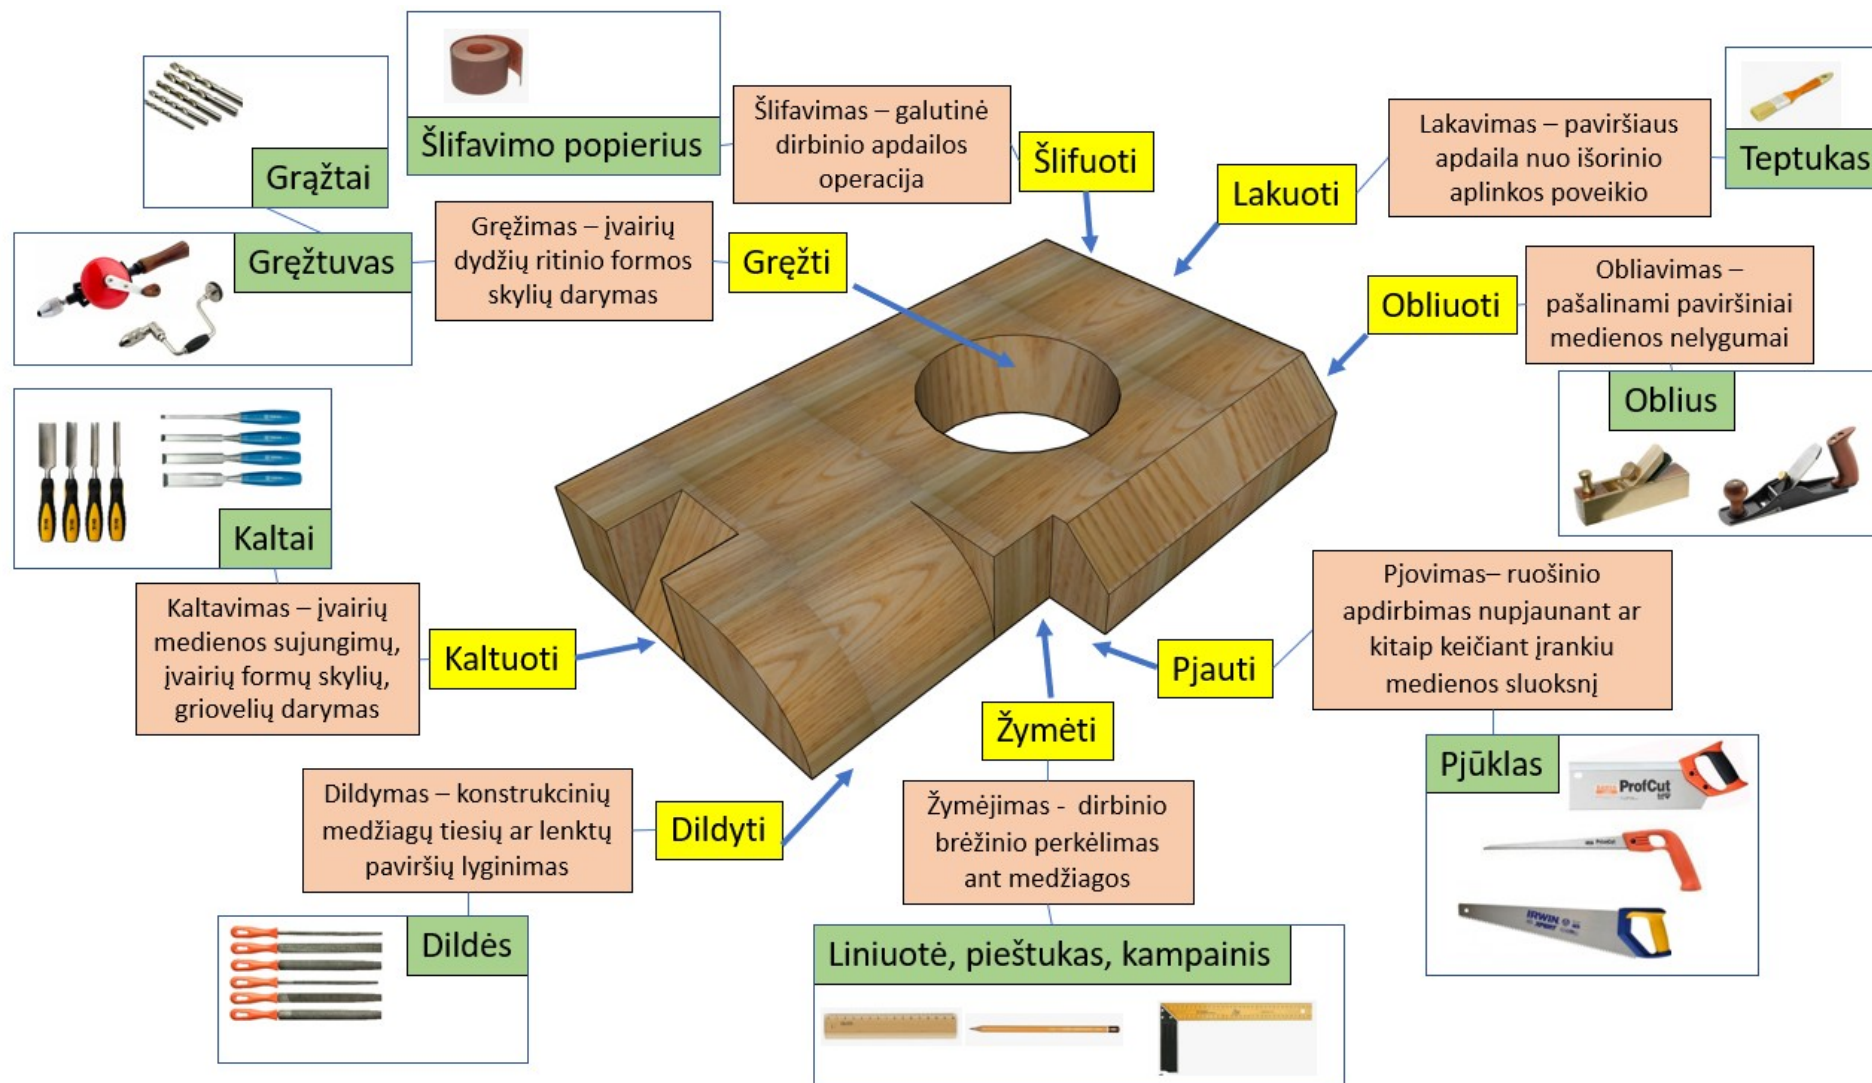 Šlifavimo popierius
Šlifavimas – galutinė
dirbinio apdailos
operacija
Šlifuoti
Lakuoti
Lakavimas – paviršiaus
apdaila nuo išorinio
aplinkos poveikio
Teptukas
Grąžtai
Gręžtuvas
Gręžimas – įvairių
dydžių ritinio formos
skylių darymas
Gręžti
Obliuoti
Obliavimas –
pašalinami paviršiniai
medienos nelygumai
Oblius
Kaltai
Kaltavimas – įvairių
medienos sujungimų,
įvairių formų skylių,
griovelių darymas
Kaltuoti
Pjauti
Pjovimas– ruošinio
apdirbimas nupjaunant ar
kitaip keičiant įrankiu
medienos sluoksnį
Pjūklas
ProfCut
ProfCut
IRWIN
XPERT
Žymėti
Žymėjimas - dirbinio
brėžinio perkėlimas
ant medžiagos
Liniuotė, pieštukas, kampainis
Dildyti
Dildymas – konstrukcinių
medžiagų tiesių ar lenktų
paviršių lyginimas
Dildės